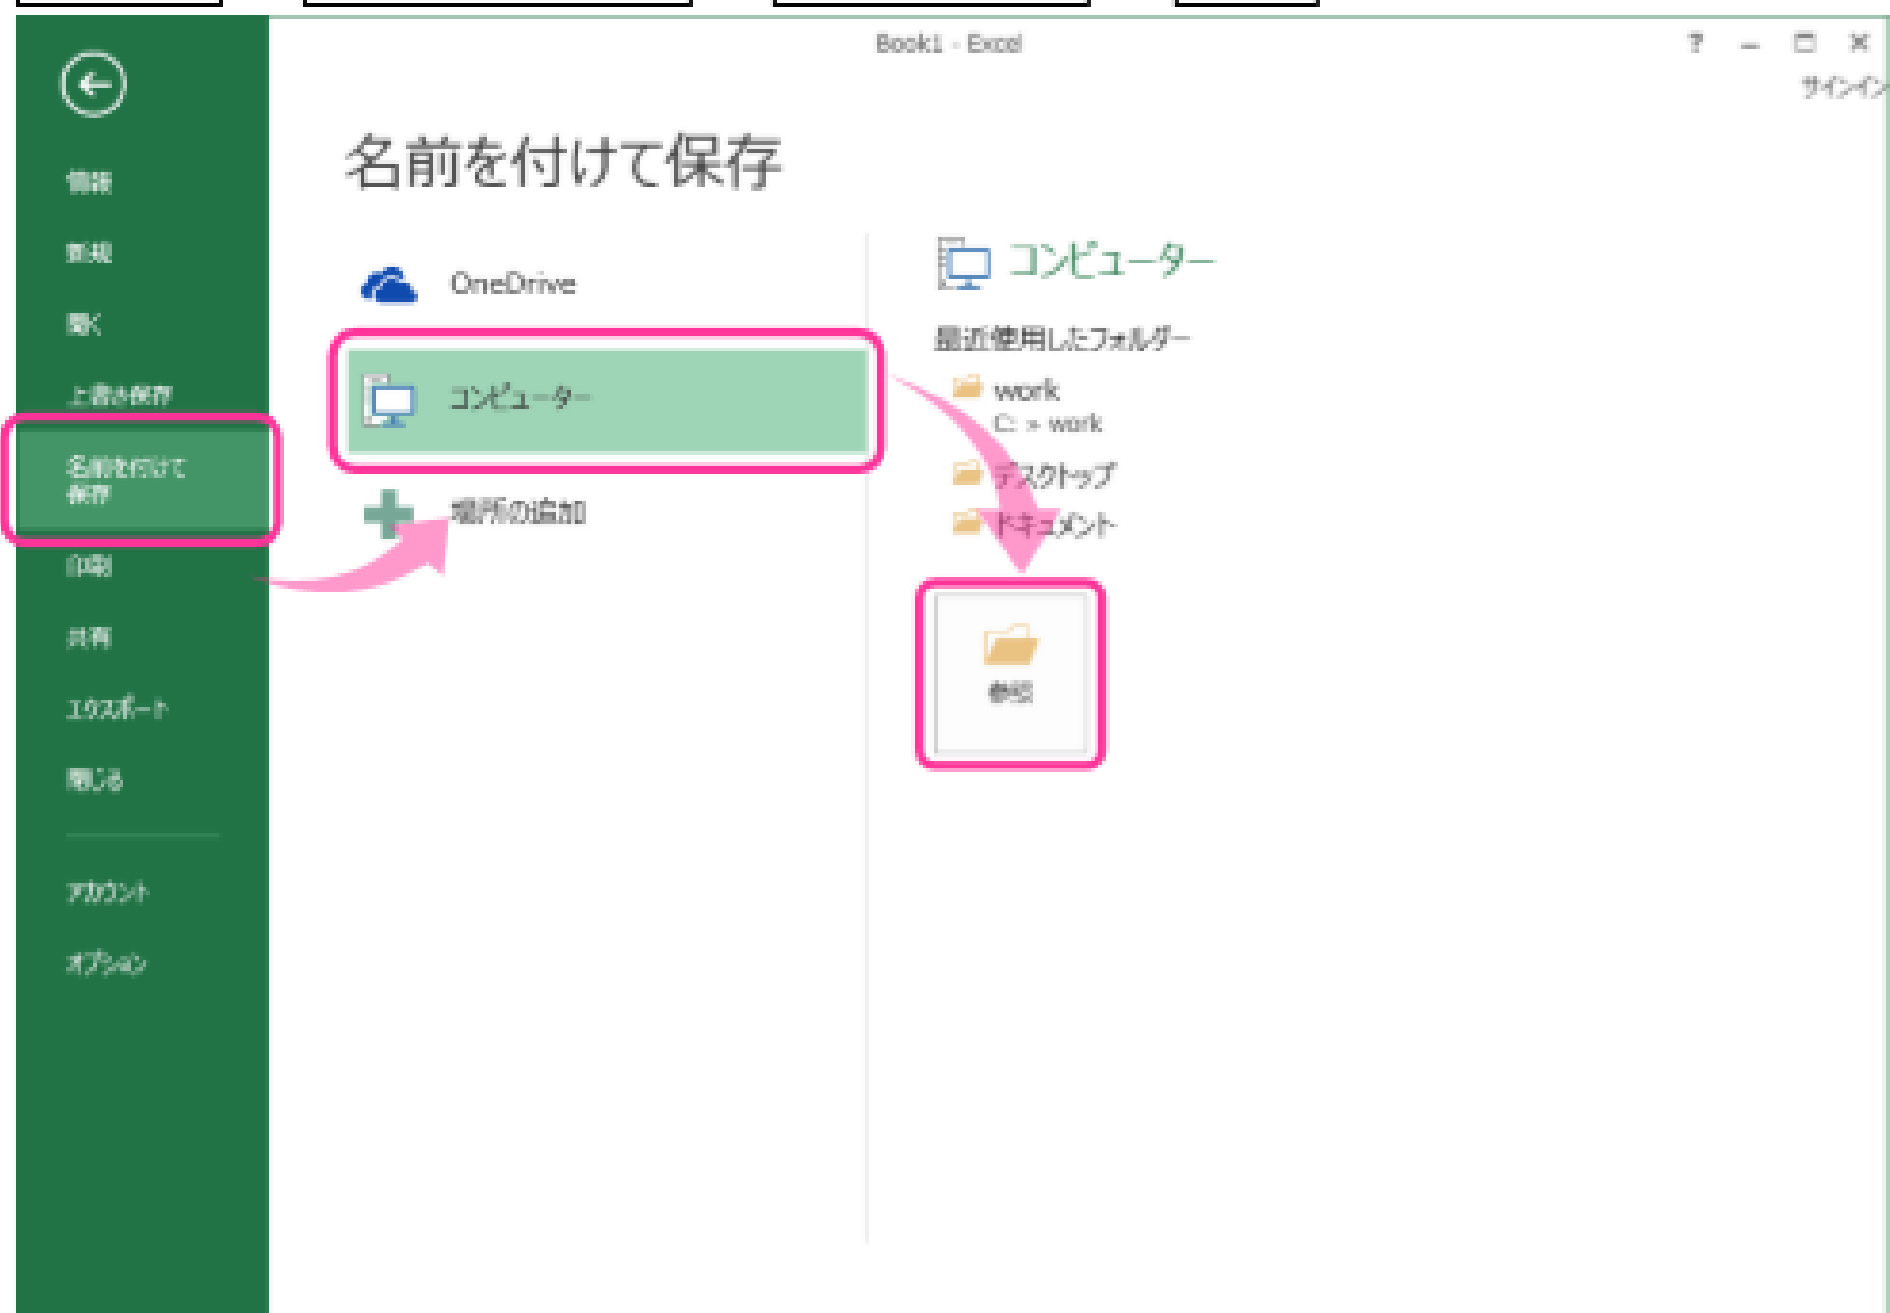 Book1 - Excel
サインイン
名前を付けて保存
情報
新規
開く
上書き保存
名前を付けて
保存
印刷
共有
エクスポート
閉じる
アカウント
オプション
OneDrive
コンピューター
場所の追加
コンピューター
最近使用したフォルダー
work
C: » work
デスクトップ
ドキュメント
参照